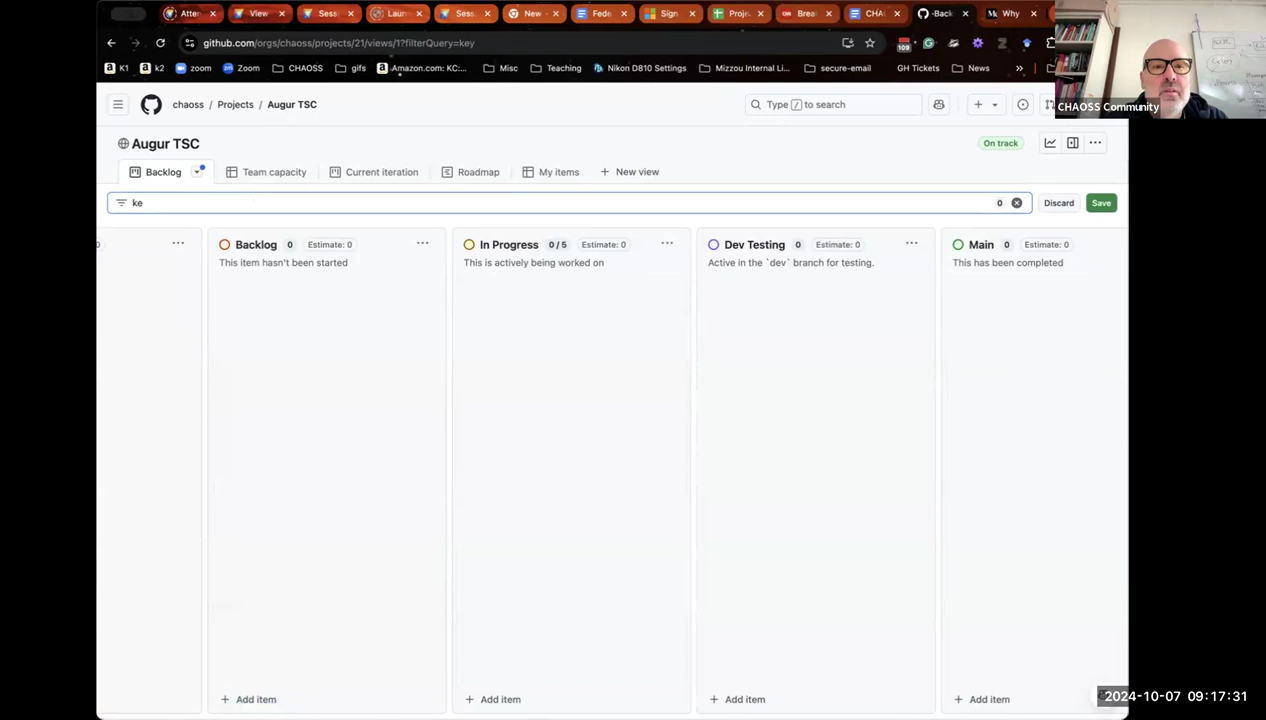 Atten
View
Sessi
Laun
Sess
New -
Fede
Sign
Proje
Breal
CHA
Back
Why
github.com/orgs/chaoss/projects/21/views/1?filterQuery=key
109
K1
k2
zoom
Zoom
CHAOSS
gifs
Amazon.com: KC:...
Misc
Teaching
Nikon D810 Settings
Mizzou Internal Li...
secure-email
GH Tickets
News
CHAOSS Community
chaoss / Projects / Augur TSC
Type / to search
Augur TSC
On track
Backlog
Team capacity
Current iteration
Roadmap
My items
+ New view
ke
0
Discard
Save
Backlog 0 Estimate: 0
This item hasn't been started
In Progress 0 / 5 Estimate: 0
This is actively being worked on
Dev Testing 0 Estimate: 0
Active in the `dev` branch for testing.
Main 0 Estimate: 0
This has been completed
+ Add item
+ Add item
+ Add item
+ Add item
2024-10-07 09:17:31